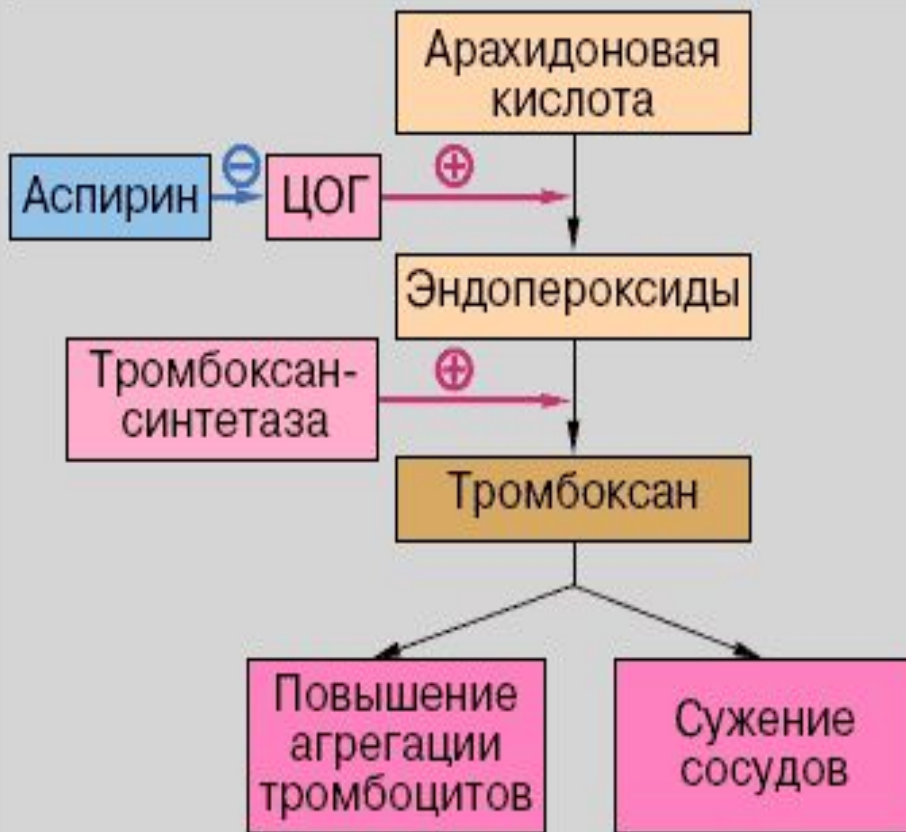 Арахидоновая
кислота
⊖
⊕
Аспирин
ЦОГ
Эндопероксиды
⊕
Тромбоксан-
синтетаза
Тромбоксан
Повышение
агрегации
тромбоцитов
Сужение
сосудов